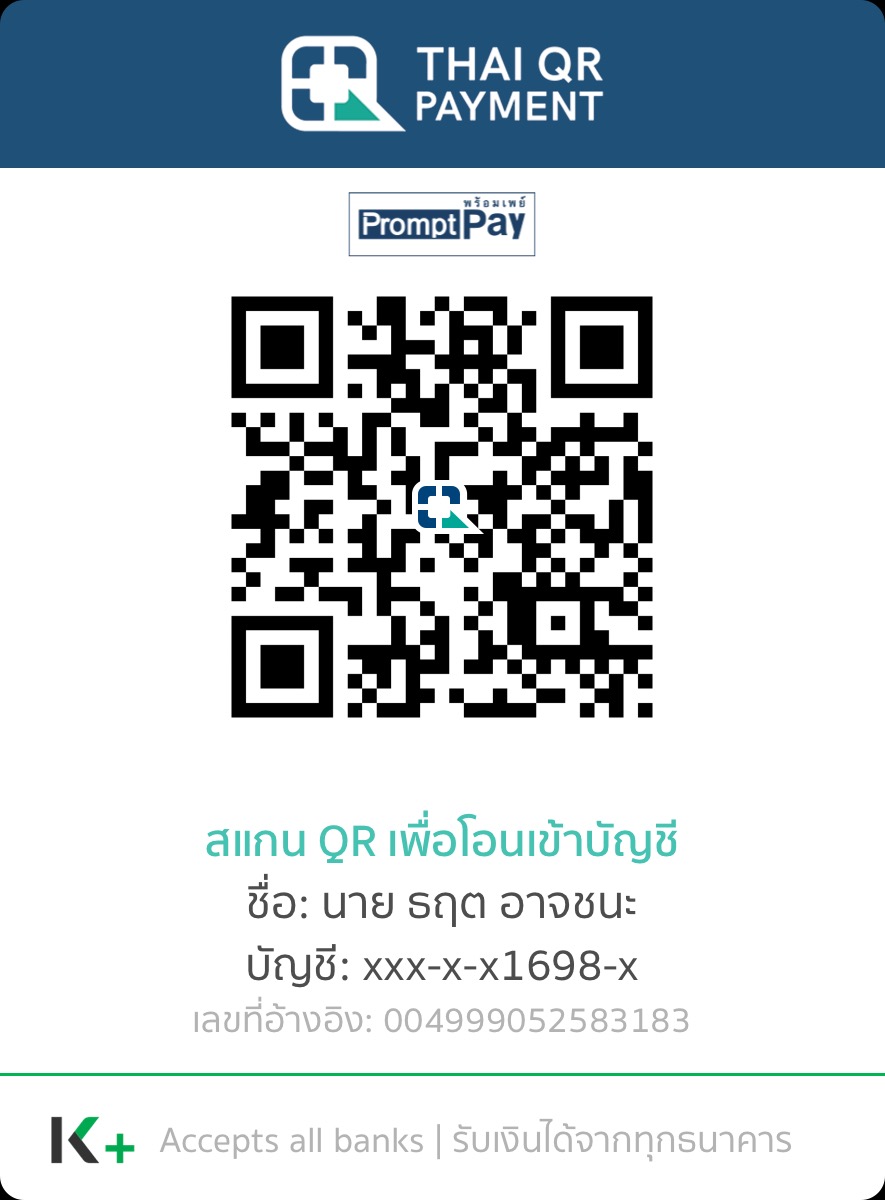 THAI QR
PAYMENT
พร้อมเพย์
PromptPay
สแกน QR เพื่อโอนเข้าบัญชี
ชื่อ: นาย ธฤต อาจชนะ
บัญชี: xxx-x-x1698-x
เลขที่อ้างอิง: 004999052583183
K+ Accepts all banks | รับเงินได้จากทุกธนาคาร